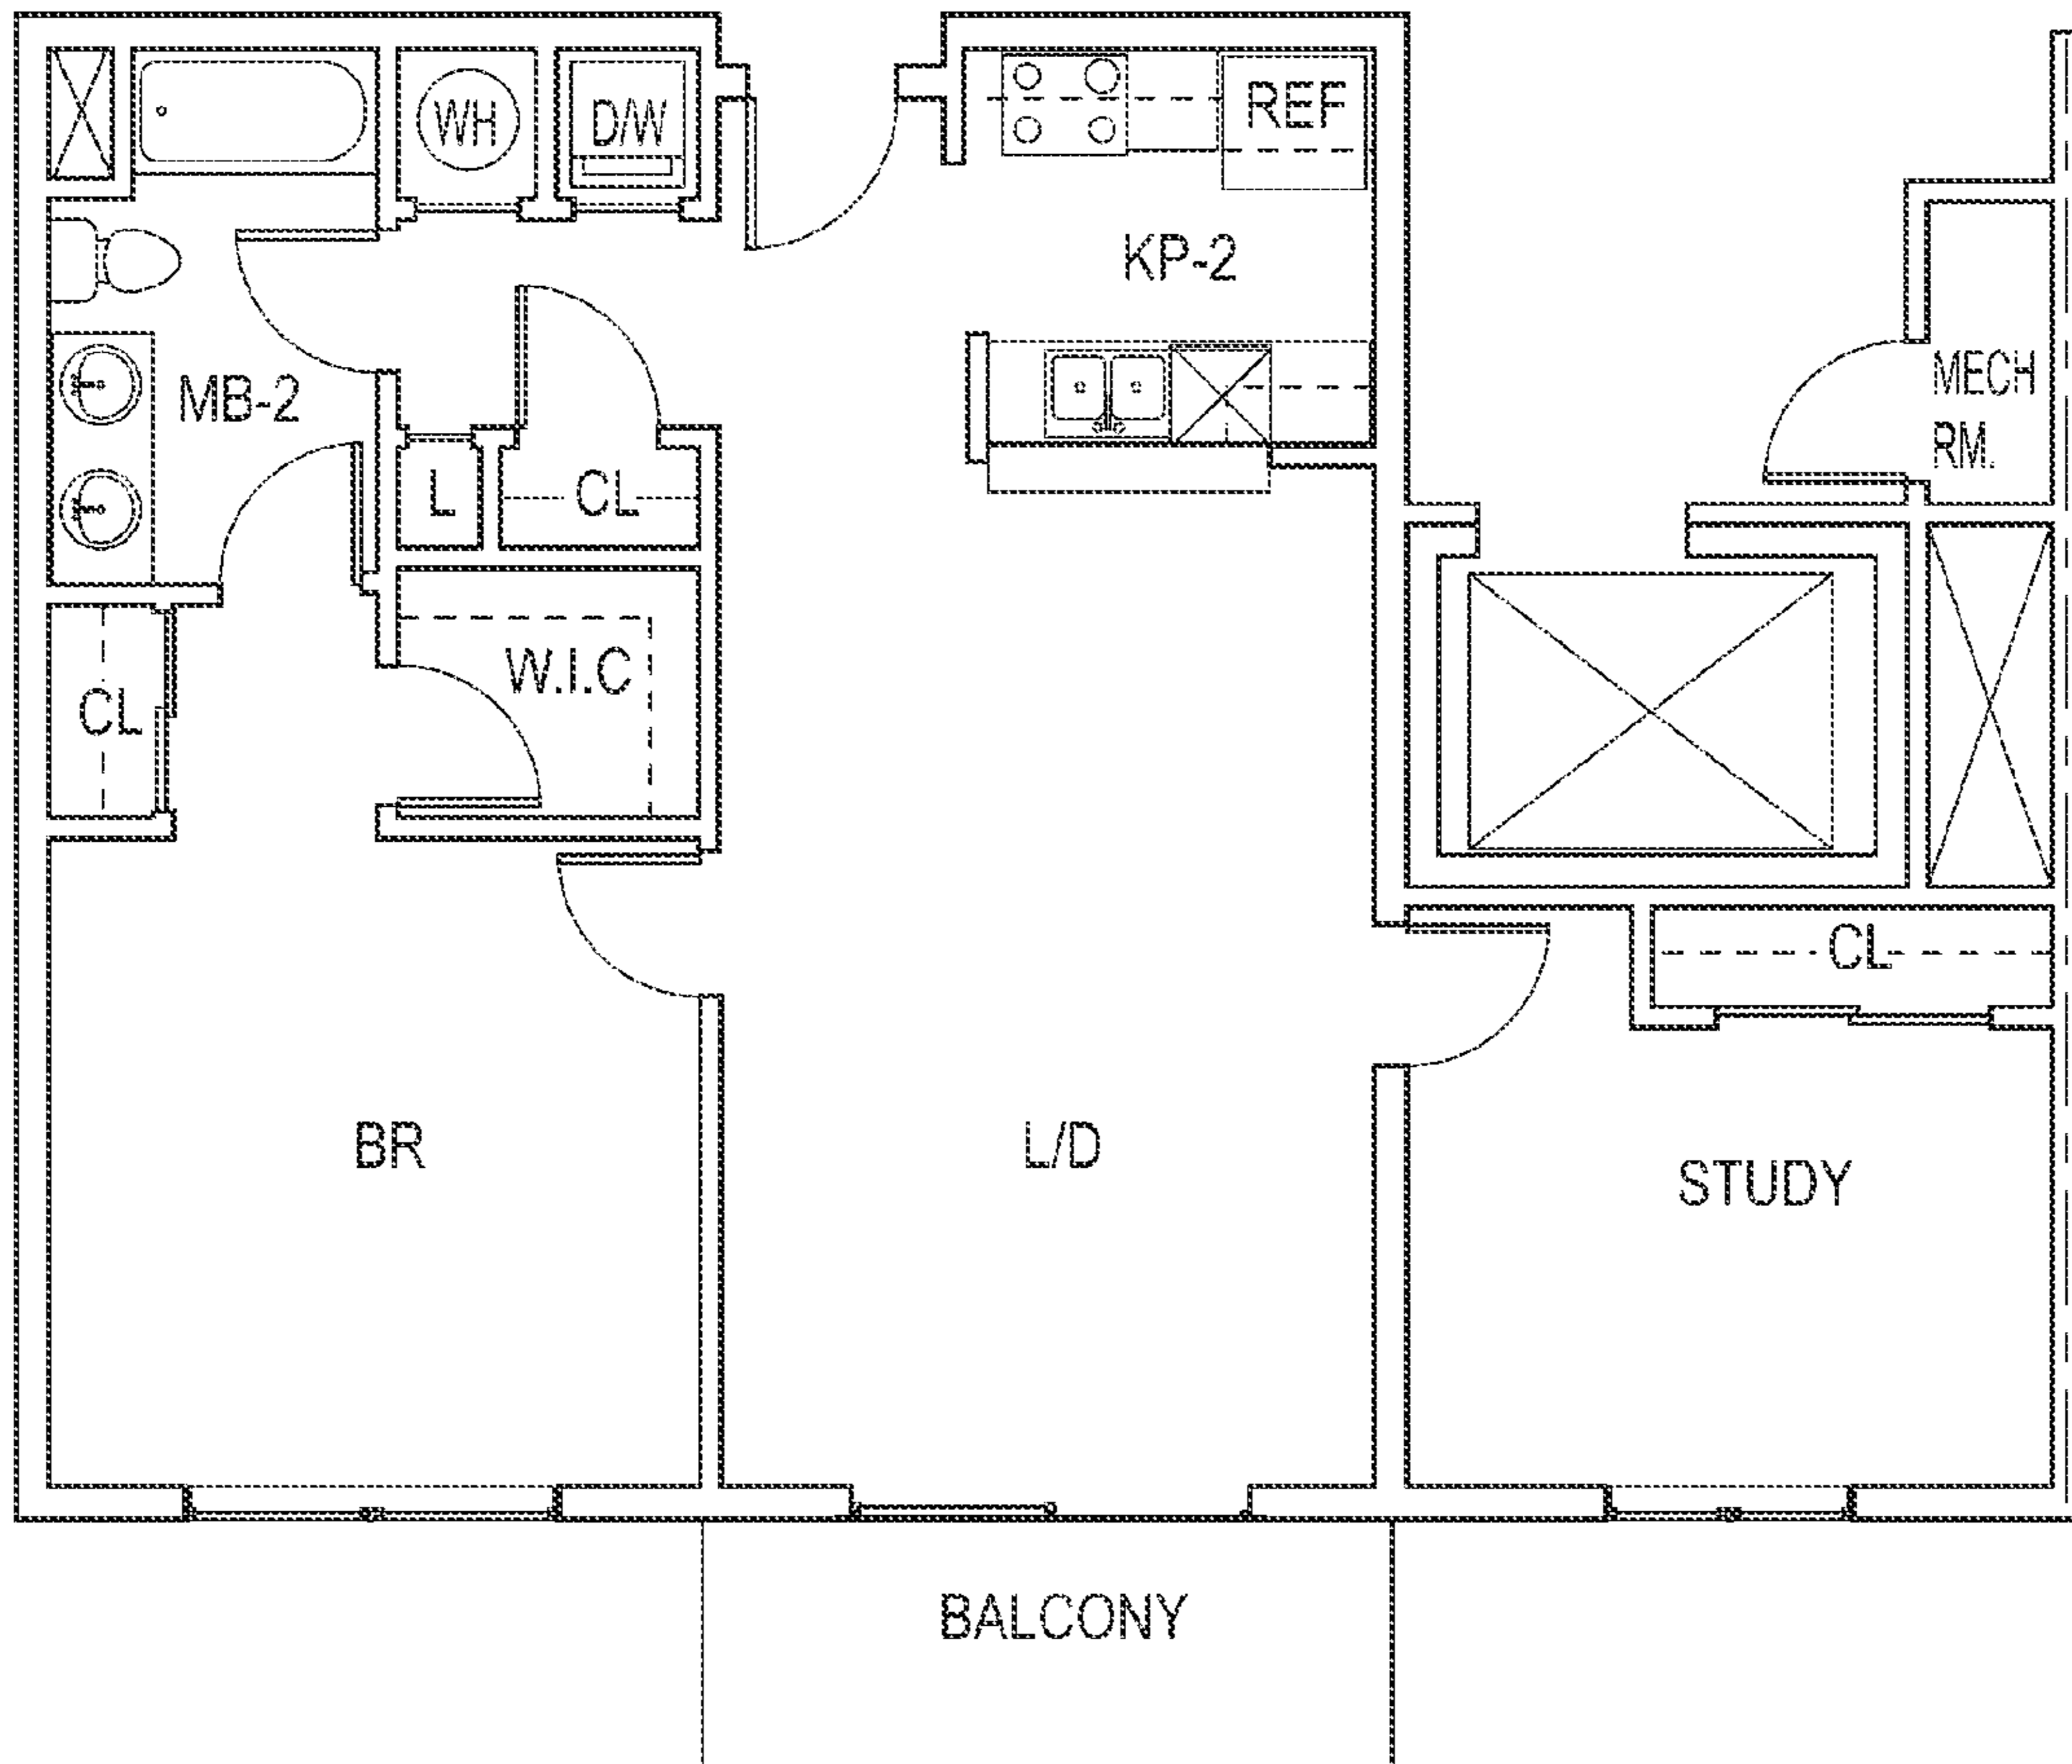 WH
D/W
REF
KP-2
MB-2
MECH
RM.
L
CL
W.I.C
CL
CL
BR
L/D
STUDY
BALCONY